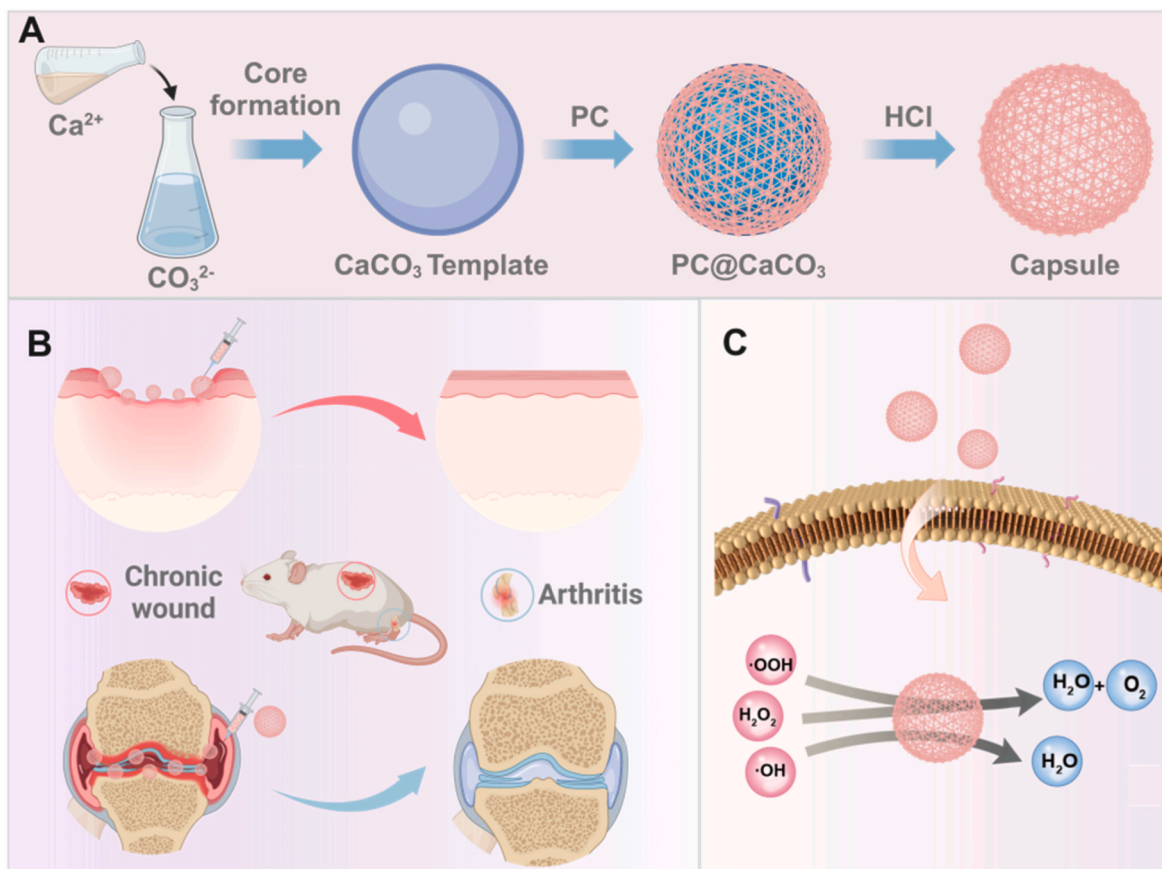 A
Ca²⁺
CO₃²⁻
Core
formation
CaCO₃ Template
PC
PC@CaCO₃
HCl
Capsule
B
Chronic
wound
Arthritis
C
·OOH
H₂O₂
·OH
H₂O + O₂
H₂O